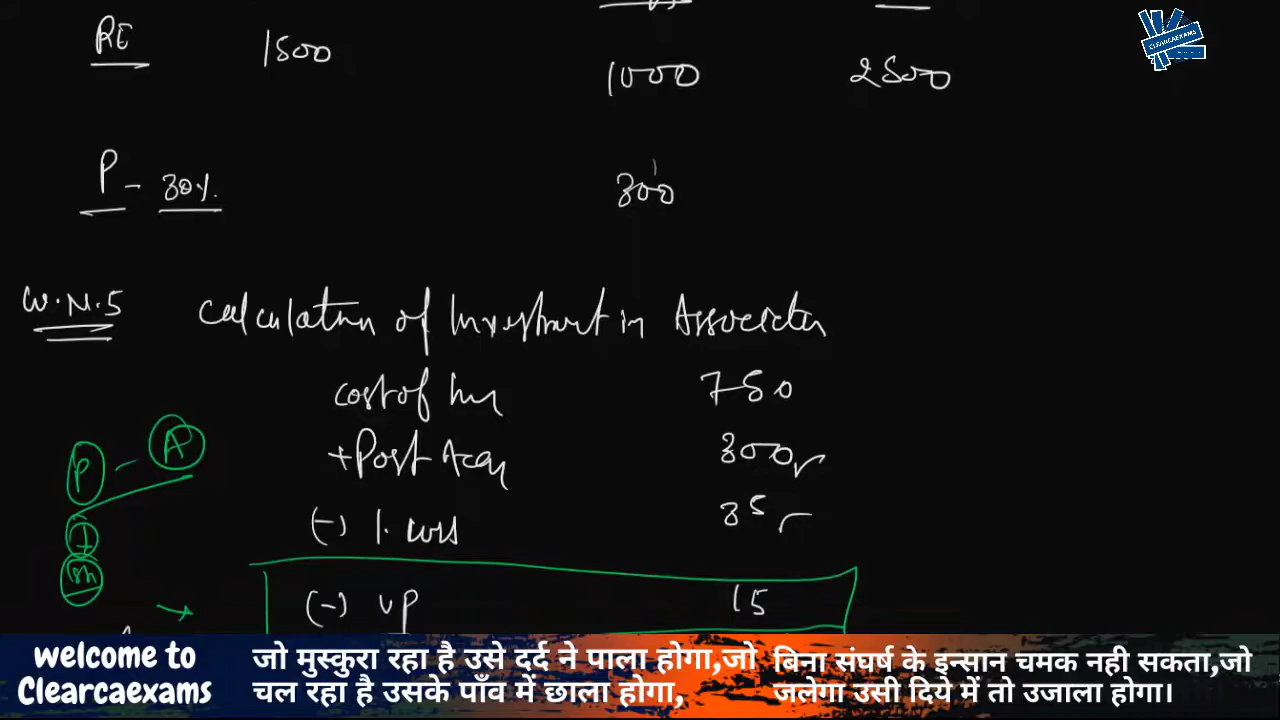 CLEARCAEXAMS
RE 1500 1000 2500
P - 30% 300
W.N.5 Calculation of Investment in Associates
cost of Inv 750
+Post Acq 300
(-) I. loss 35
P - A
I
Sh
(-) UP 15
welcome to
Clearcaexams
जो मुस्कुरा रहा है उसे दर्द ने पाला होगा,जो
चल रहा है उसके पाँव में छाला होगा,
बिना संघर्ष के इन्सान चमक नही सकता,जो
जलेगा उसी दिये में तो उजाला होगा।